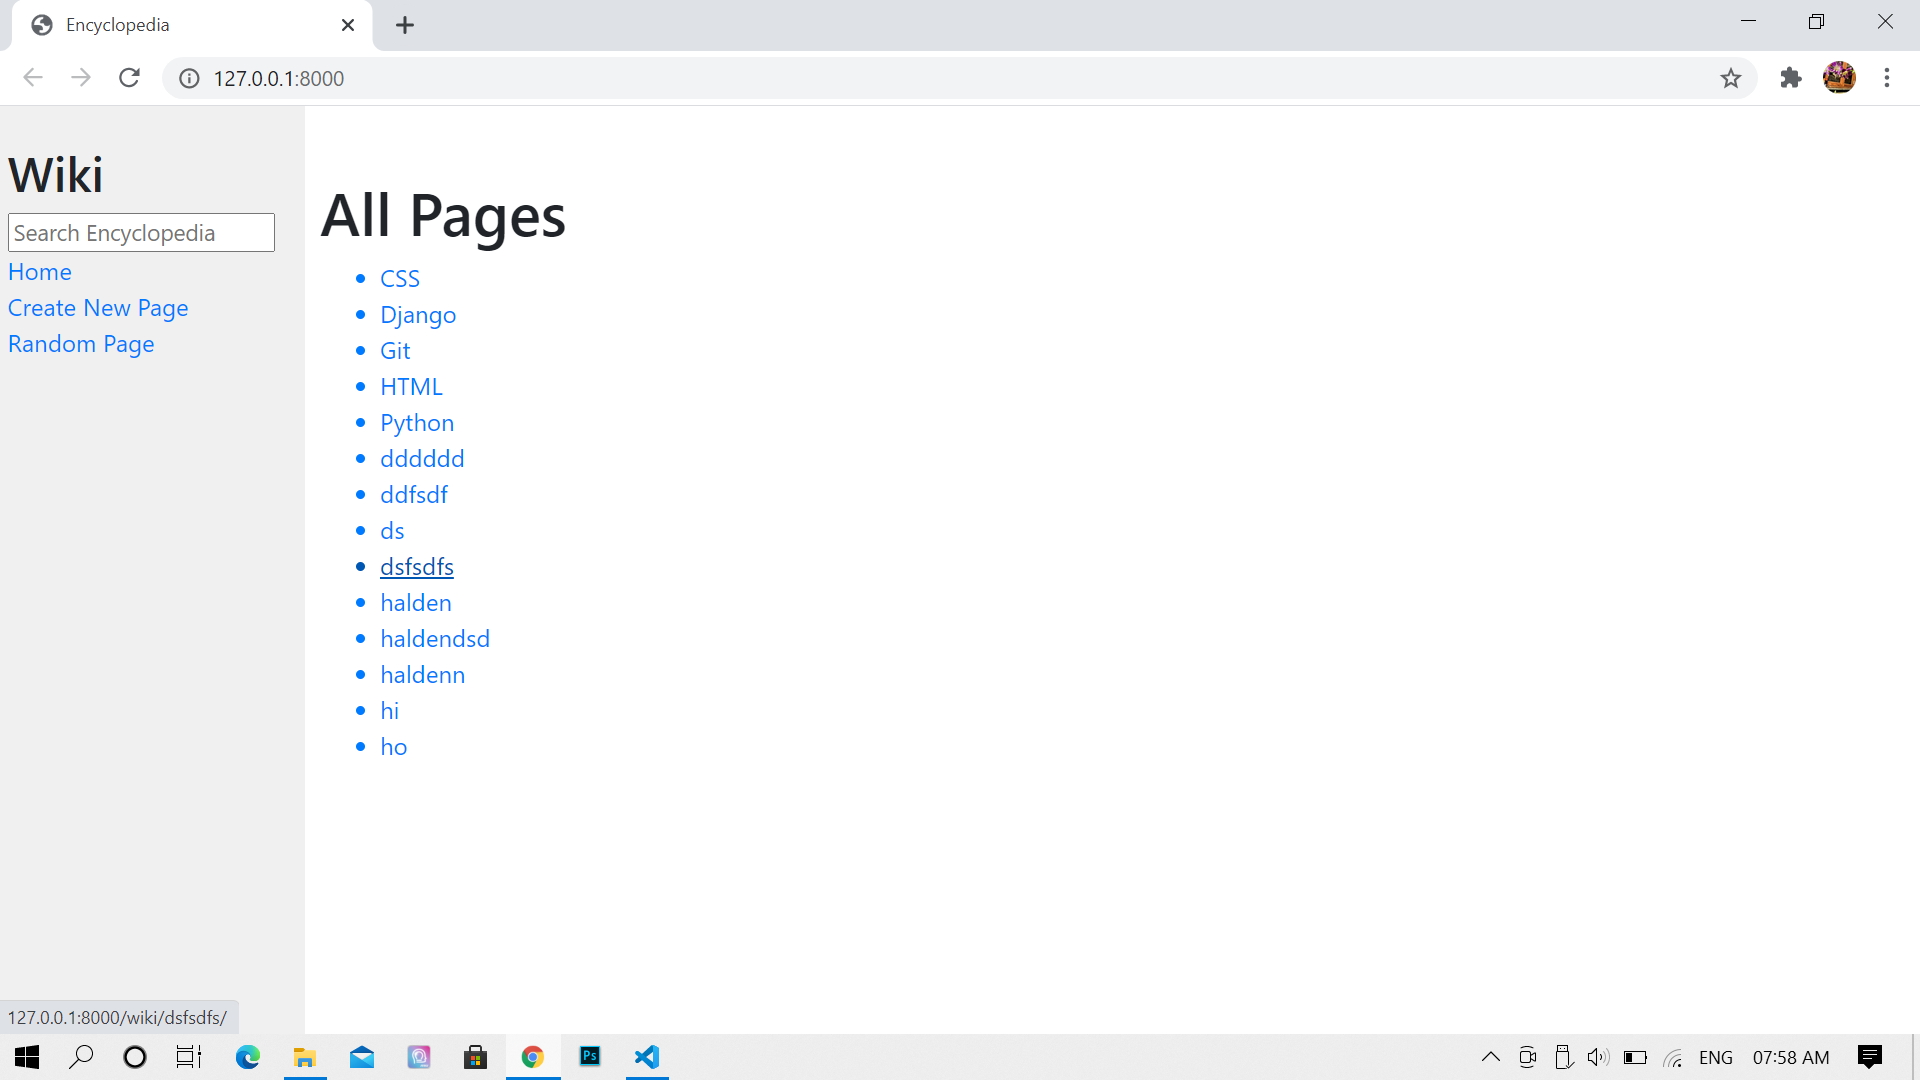 Encyclopedia
127.0.0.1:8000
Wiki
Search Encyclopedia
Home
Create New Page
Random Page
All Pages
CSS
Django
Git
HTML
Python
dddddd
ddfsdf
ds
dsfsdfs
halden
haldendsd
haldenn
hi
ho
127.0.0.1:8000/wiki/dsfsdfs/
Ps
ENG
07:58 AM